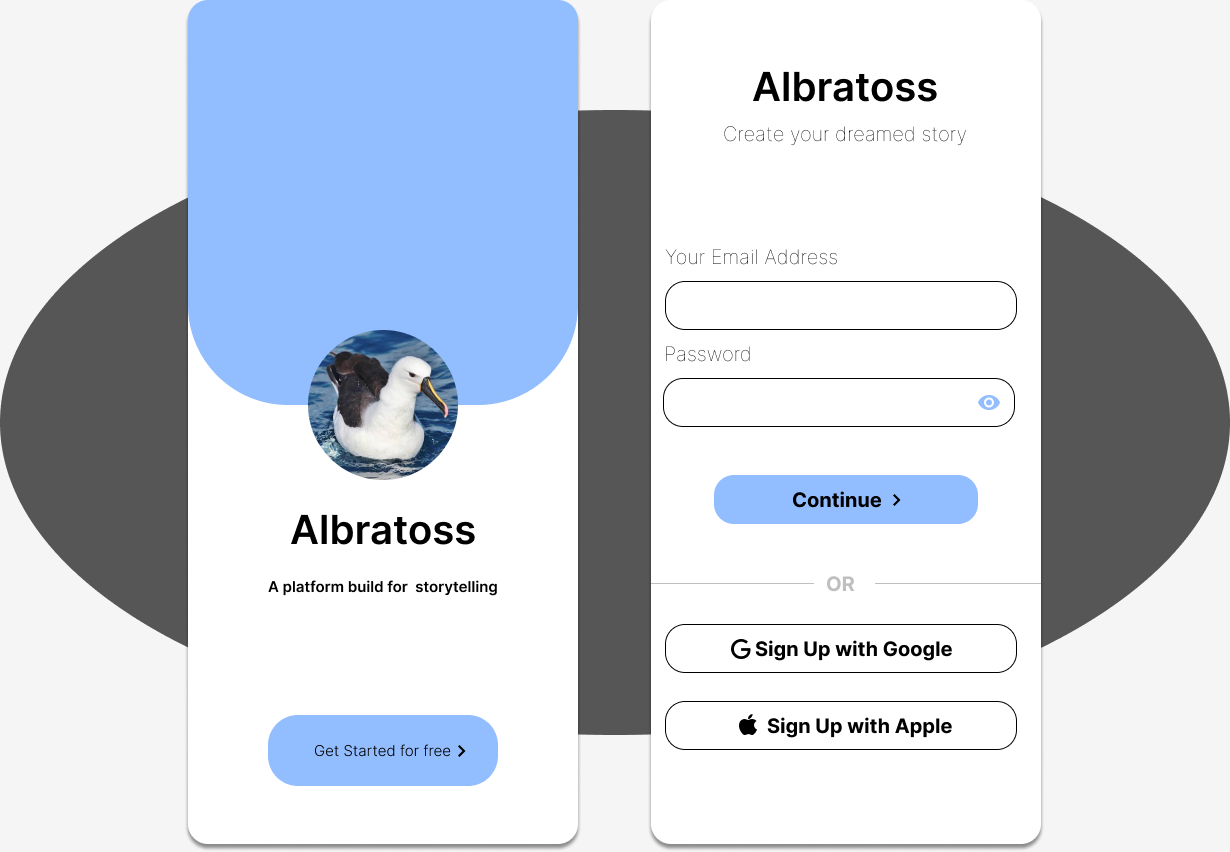 Albratoss
A platform build for  storytelling
Get Started for free
Albratoss
Create your dreamed story
Your Email Address
Password
Continue
OR
Sign Up with Google
Sign Up with Apple